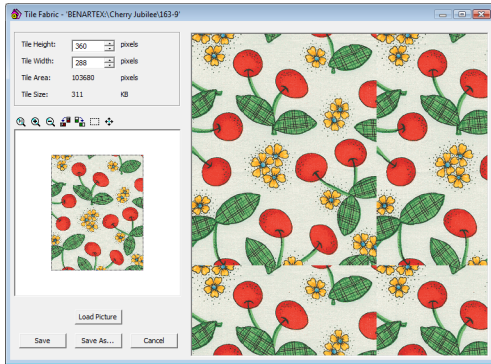 Tile Fabric - 'BENARTEX:\Cherry Jubilee\163-9'
Tile Height: 360 pixels
Tile Width: 288 pixels
Tile Area: 103680 pixels
Tile Size: 311 KB
Load Picture
Save Save As... Cancel